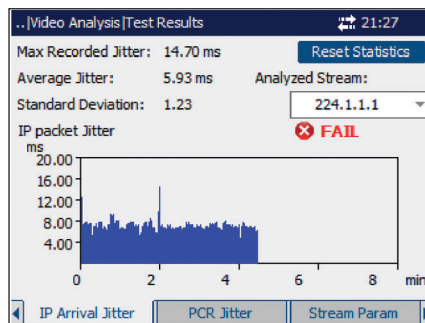 ..|Video Analysis|Test Results 21:27
Max Recorded Jitter: 14.70 ms Reset Statistics
Average Jitter: 5.93 ms Analyzed Stream:
Standard Deviation: 1.23 224.1.1.1
IP packet Jitter FAIL
ms
20.00
16.00
12.00
8.00
4.00
0 2 4 6 8 min
IP Arrival Jitter PCR Jitter Stream Param